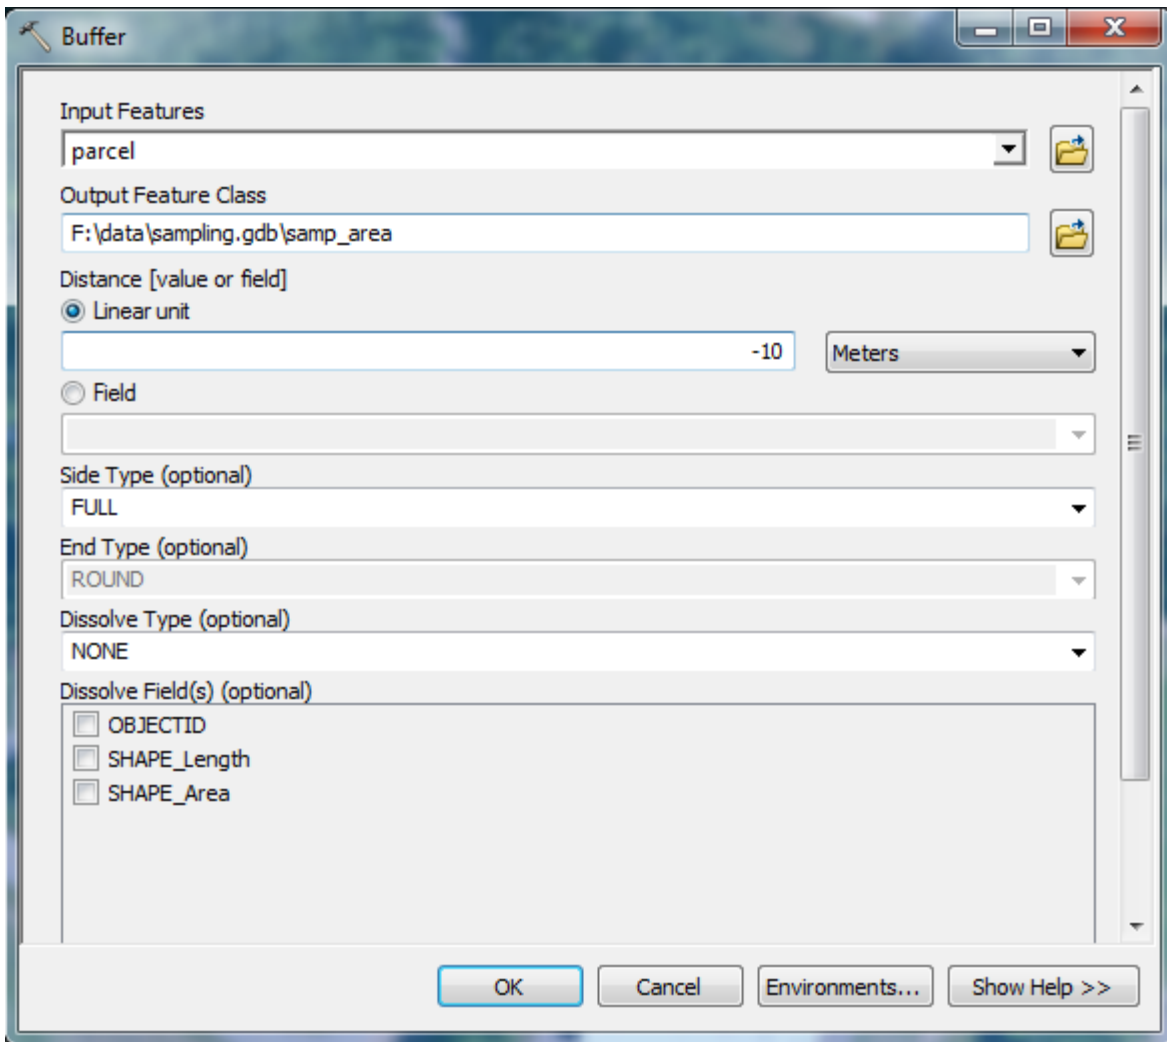 Buffer
Input Features
parcel
Output Feature Class
F:\data\sampling.gdb\samp_area
Distance [value or field]
Linear unit
-10 Meters
Field
Side Type (optional)
FULL
End Type (optional)
ROUND
Dissolve Type (optional)
NONE
Dissolve Field(s) (optional)
OBJECTID
SHAPE_Length
SHAPE_Area
OK Cancel Environments... Show Help >>